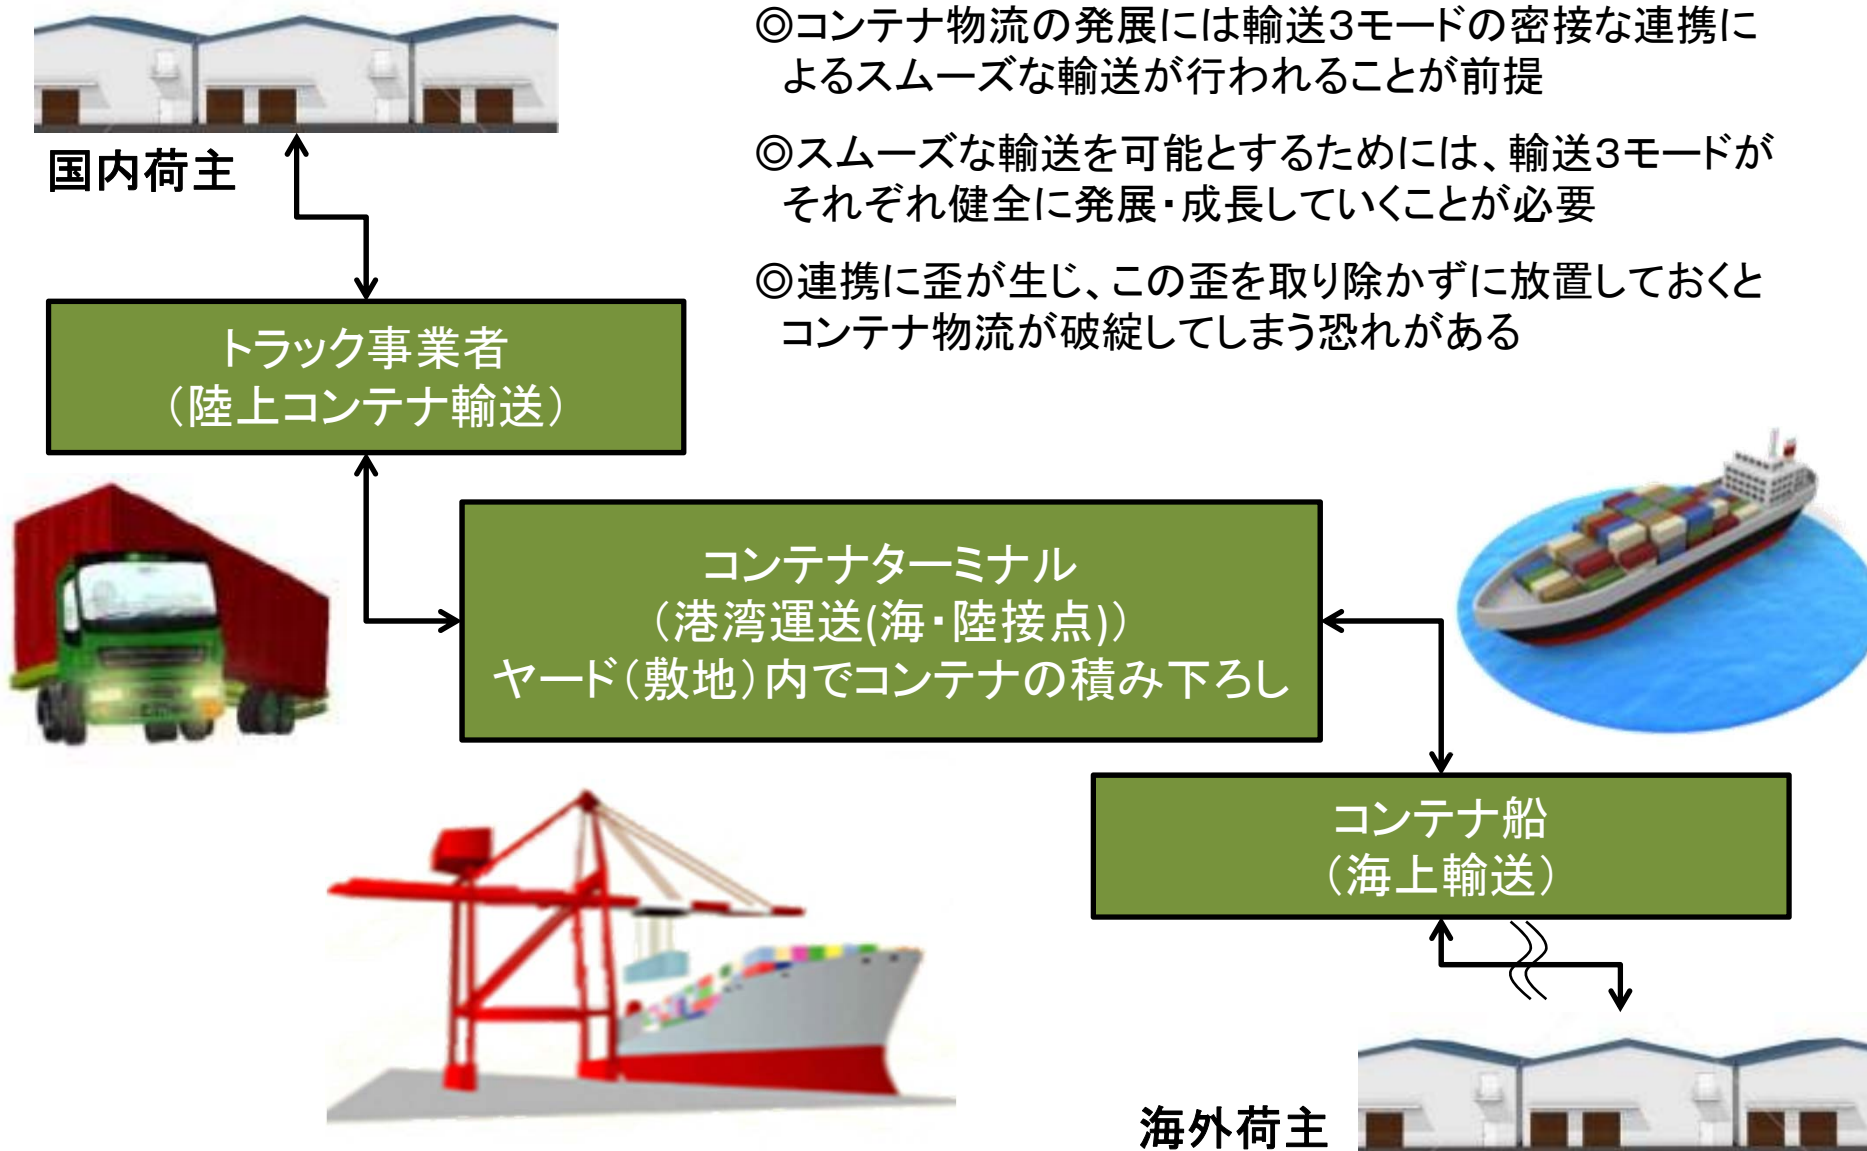 ◎コンテナ物流の発展には輸送3モードの密接な連携に
よるスムーズな輸送が行われることが前提
◎スムーズな輸送を可能とするためには、輸送3モードが
それぞれ健全に発展・成長していくことが必要
◎連携に歪が生じ、この歪を取り除かずに放置しておくと
コンテナ物流が破綻してしまう恐れがある
国内荷主
トラック事業者
（陸上コンテナ輸送）
コンテナターミナル
（港湾運送(海・陸接点)）
ヤード（敷地）内でコンテナの積み下ろし
コンテナ船
（海上輸送）
海外荷主